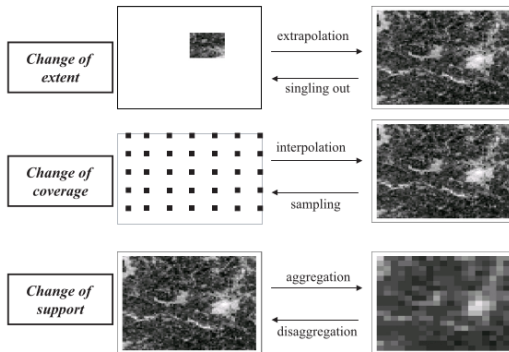 Change of
extent
extrapolation
singling out
Change of
coverage
interpolation
sampling
Change of
support
aggregation
disaggregation